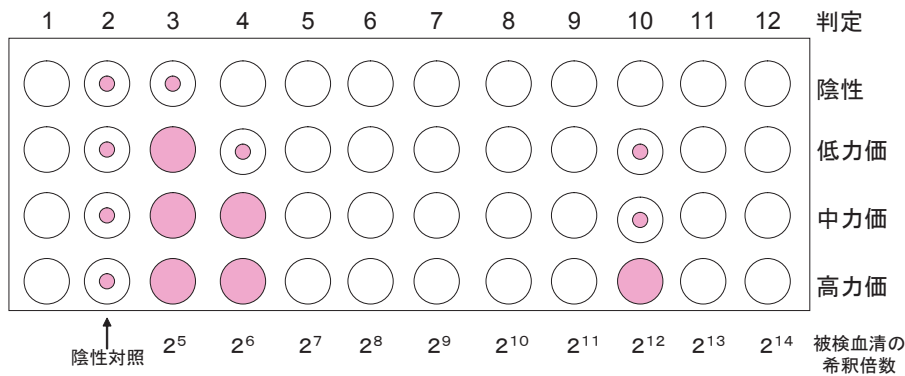 1 2 3 4 5 6 7 8 9 10 11 12 判定
陰性
低力価
中力価
高力価
陰性対照 2⁵ 2⁶ 2⁷ 2⁸ 2⁹ 2¹⁰ 2¹¹ 2¹² 2¹³ 2¹⁴ 被検血清の
希釈倍数